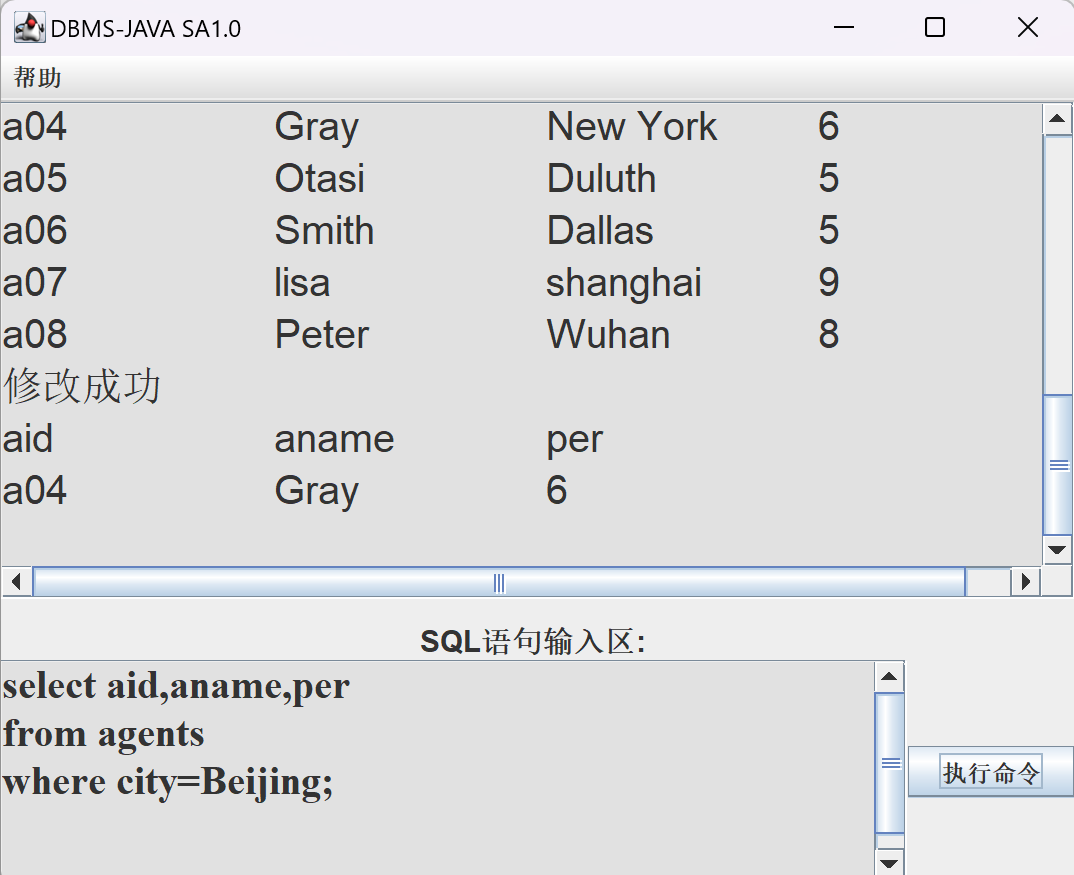 DBMS-JAVA SA1.0
帮助
a04 Gray New York 6
a05 Otasi Duluth 5
a06 Smith Dallas 5
a07 lisa shanghai 9
a08 Peter Wuhan 8
修改成功
aid aname per
a04 Gray 6
SQL语句输入区:
select aid,aname,per
from agents
where city=Beijing;
执行命令